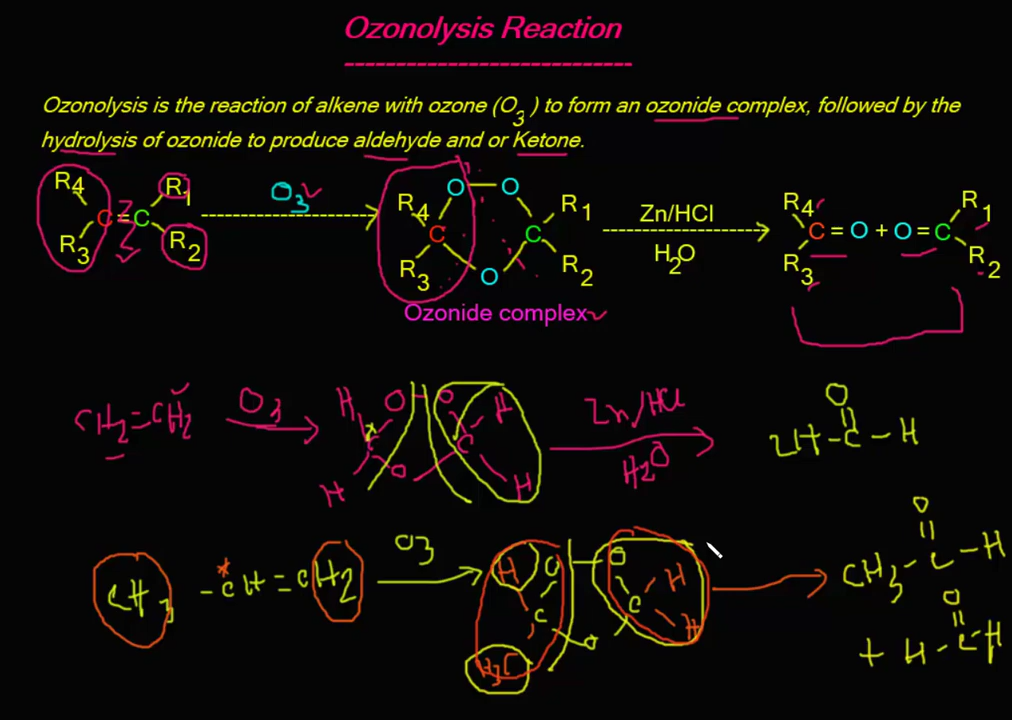 Ozonolysis Reaction
Ozonolysis is the reaction of alkene with ozone (O3 ) to form an ozonide complex, followed by the
hydrolysis of ozonide to produce aldehyde and or Ketone.
R4 R1 O3 R4 O O R1 Zn/HCl R4 R1
C = C C C C = O + O = C
R3 R2 R3 O R2 H2O R3 R2
Ozonide complex
CH2=CH2 O3 H O O H Zn/HCl O
C C 2H-C-H
H O H H2O
CH3 -*CH=CH2 O3 H O O H O
C C CH3-C-H
H3C O H O
+ H-C-H